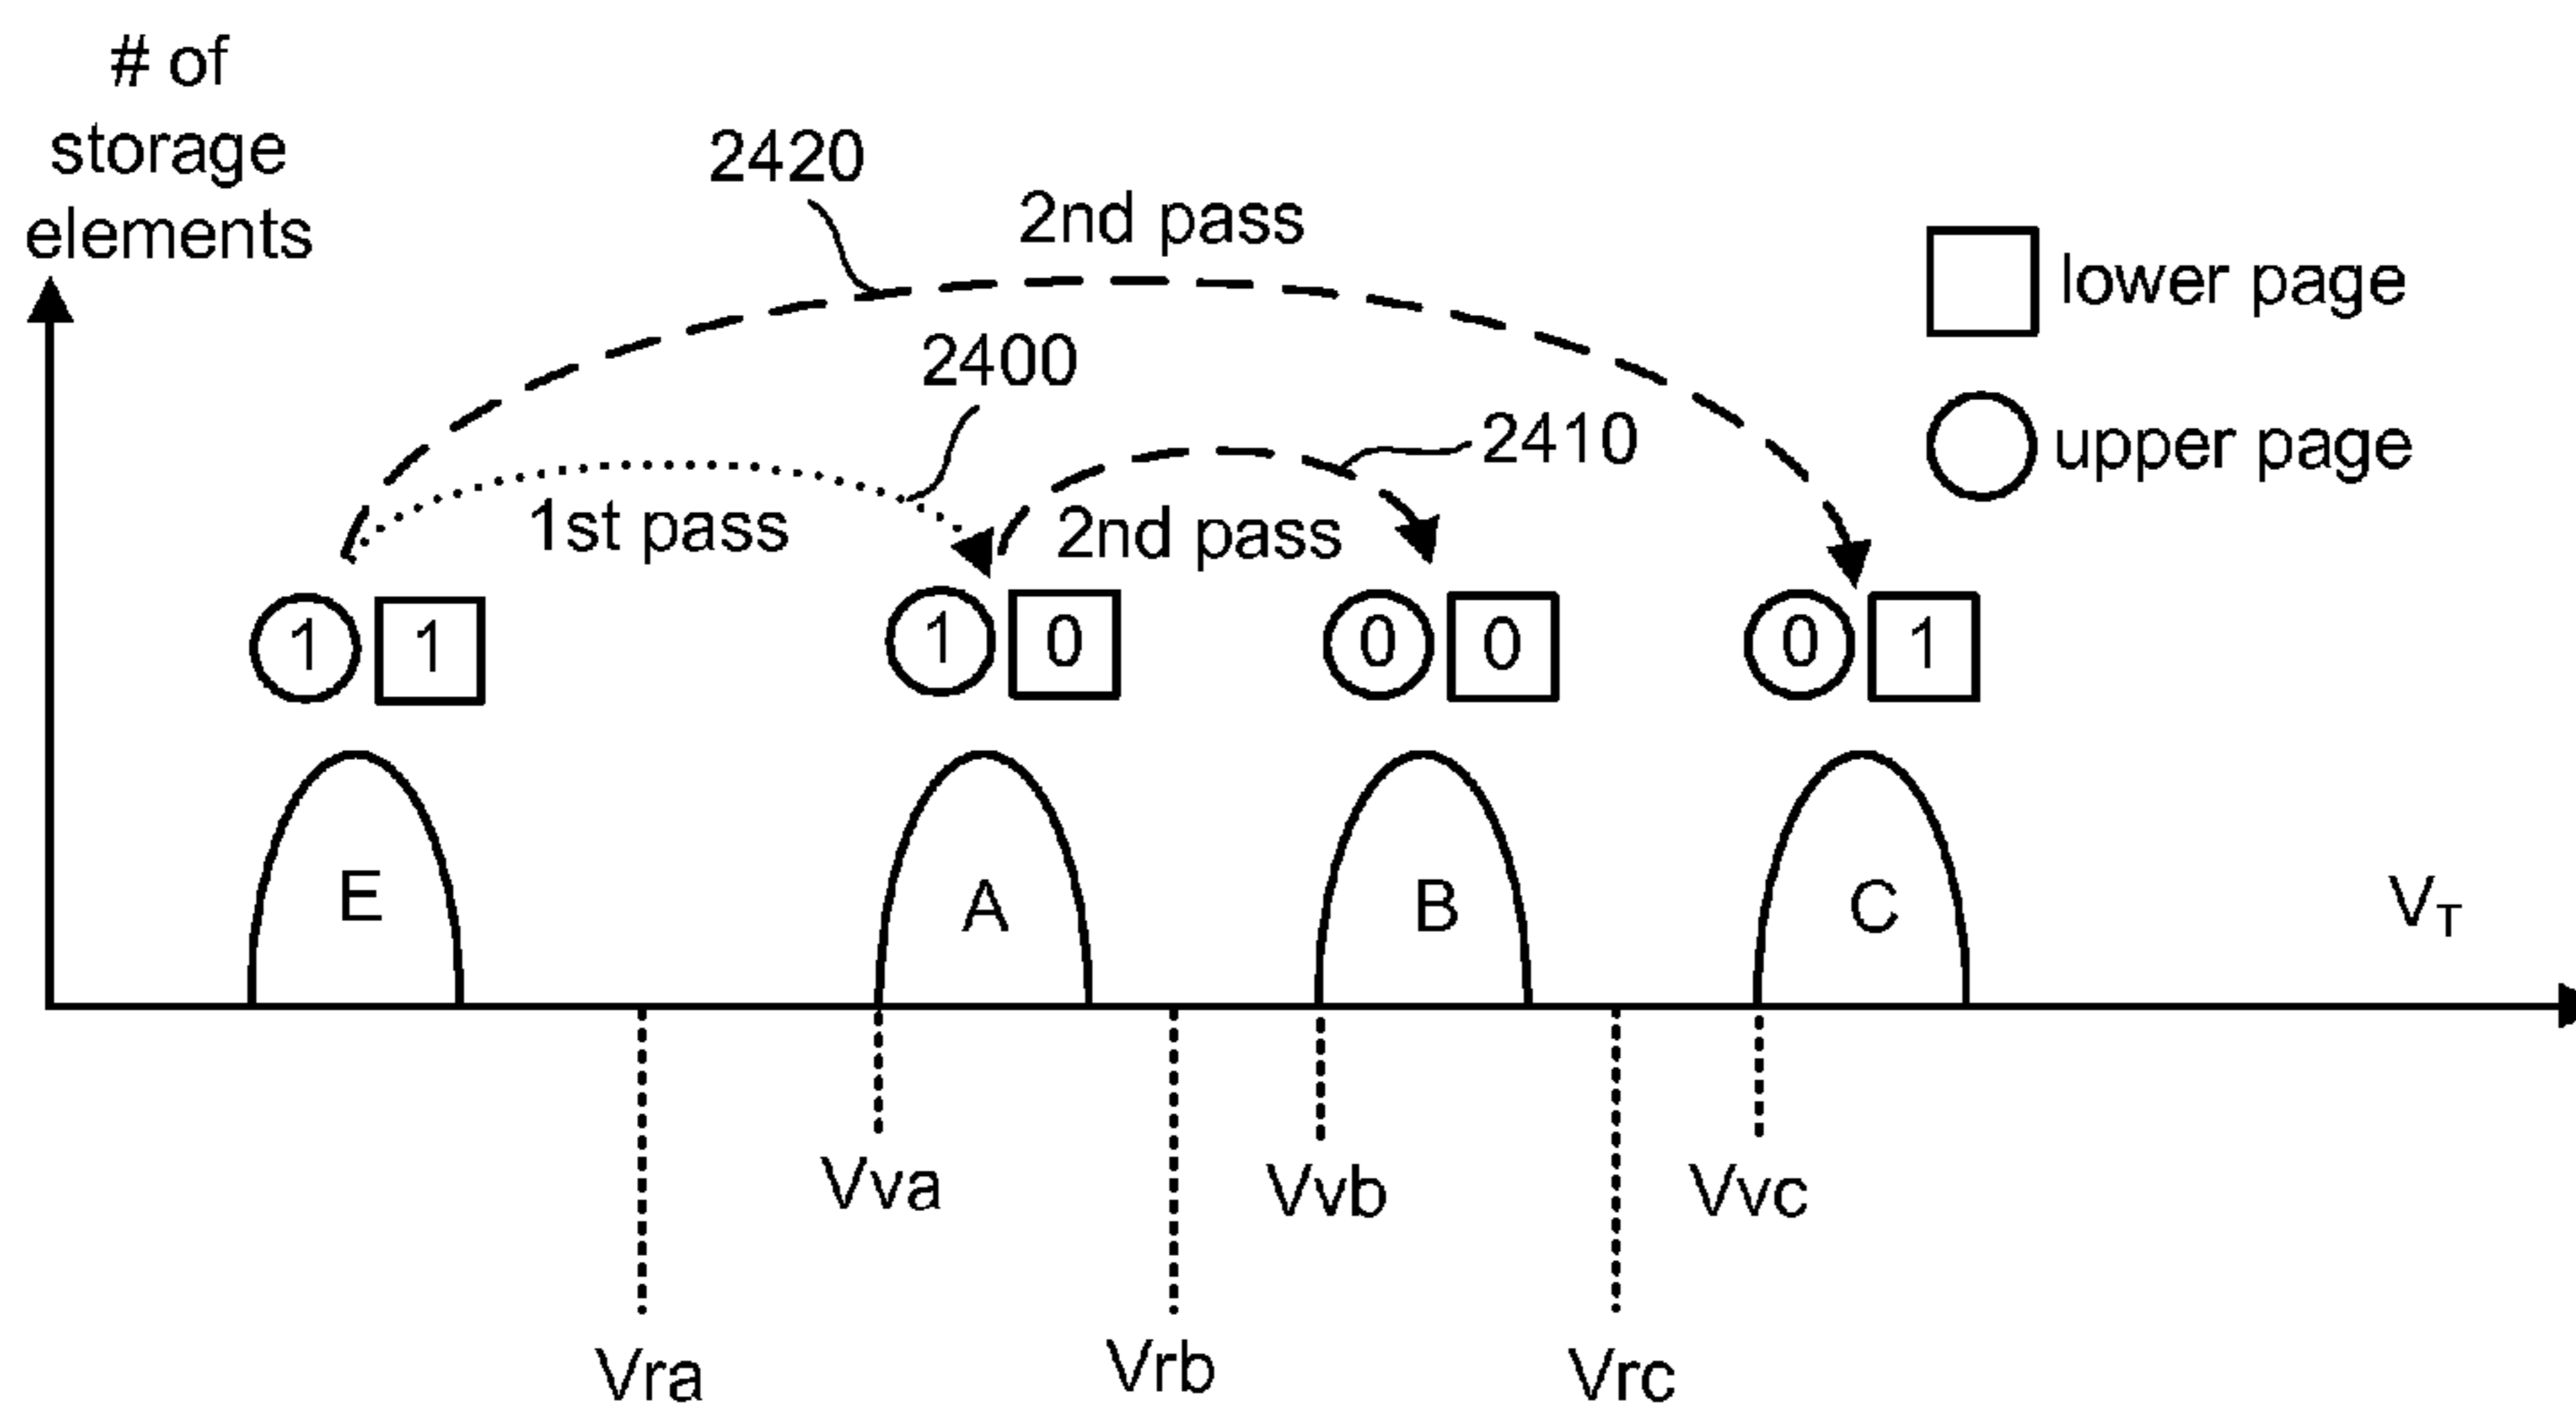 # of
storage
elements
2420
2nd pass
lower page
2400
2410
upper page
1st pass
2nd pass
1 1
1 0
0 0
0 1
E
A
B
C
VT
Vva
Vvb
Vvc
Vra
Vrb
Vrc